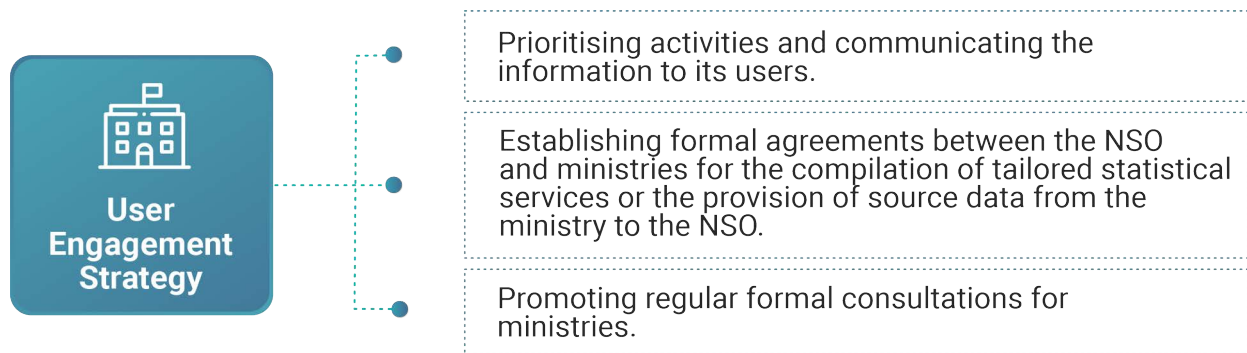 User
Engagement
Strategy
Prioritising activities and communicating the
information to its users.
Establishing formal agreements between the NSO
and ministries for the compilation of tailored statistical
services or the provision of source data from the
ministry to the NSO.
Promoting regular formal consultations for
ministries.